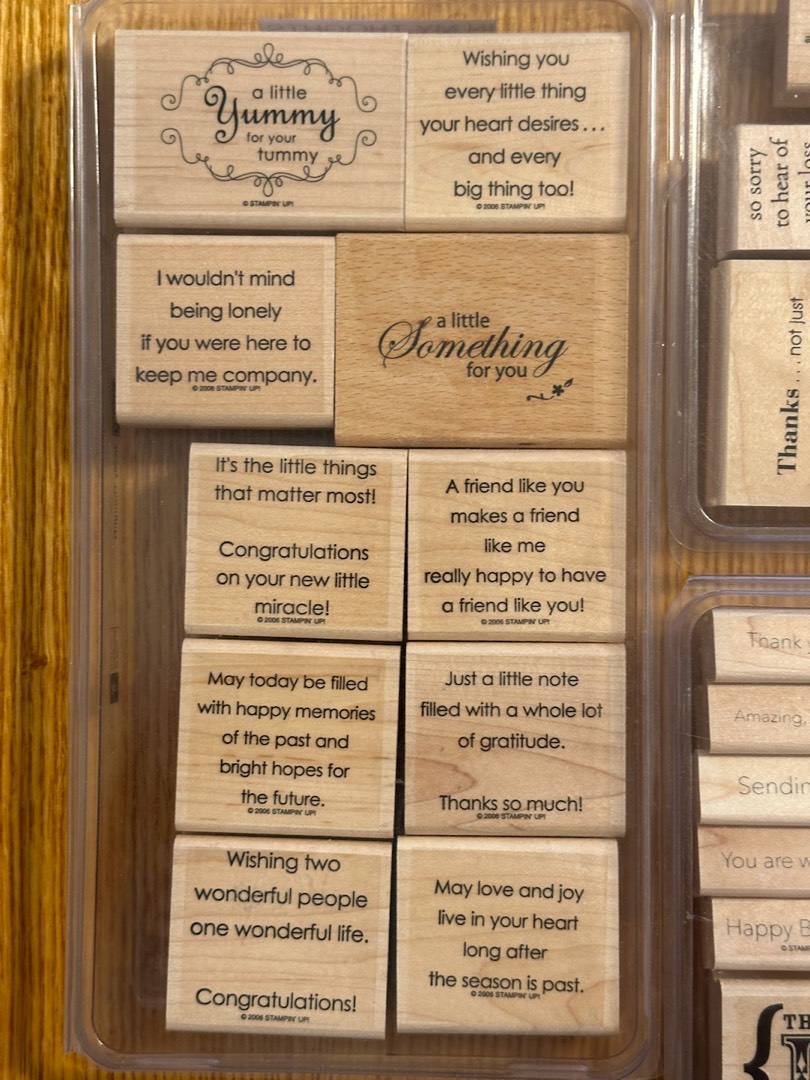 a little
Yummy
for your
tummy
© STAMPIN' UP!
Wishing you
every little thing
your heart desires...
and every
big thing too!
© 2006 STAMPIN' UP!
I wouldn't mind
being lonely
if you were here to
keep me company.
© 2006 STAMPIN' UP!
a little
Something
for you
It's the little things
that matter most!
Congratulations
on your new little
miracle!
© 2006 STAMPIN' UP!
A friend like you
makes a friend
like me
really happy to have
a friend like you!
© 2006 STAMPIN' UP!
May today be filled
with happy memories
of the past and
bright hopes for
the future.
© 2006 STAMPIN' UP!
Just a little note
filled with a whole lot
of gratitude.
Thanks so much!
© 2006 STAMPIN' UP!
Wishing two
wonderful people
one wonderful life.
Congratulations!
© 2006 STAMPIN' UP!
May love and joy
live in your heart
long after
the season is past.
© 2006 STAMPIN' UP!
so sorry
to hear of
your loss
Thanks... not just
Thank
Amazing,
Sendin
You are w
Happy B
© STAM
TH